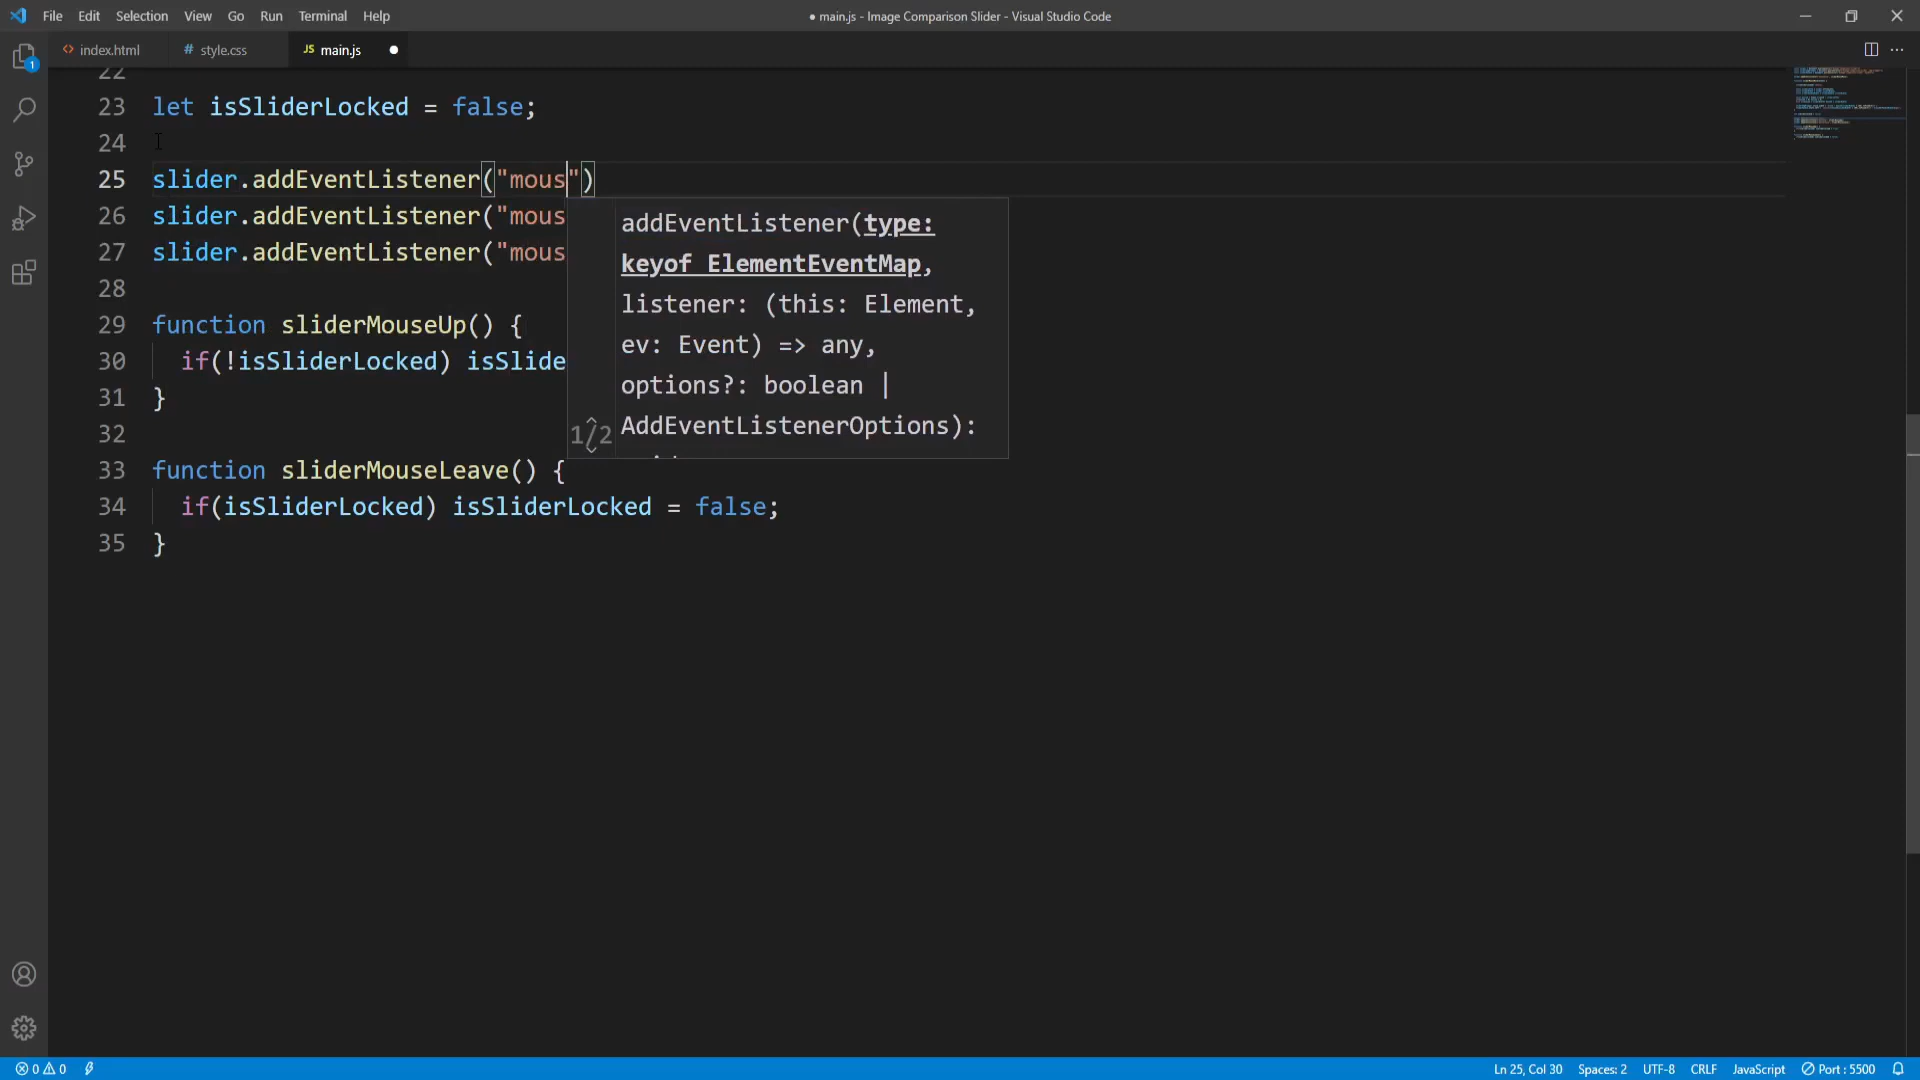 File Edit Selection View Go Run Terminal Help
● main.js - Image Comparison Slider - Visual Studio Code
1
<> index.html # style.css JS main.js ●
22
23 let isSliderLocked = false;
24
25 slider.addEventListener("mous")
26 slider.addEventListener("mous
27 slider.addEventListener("mous
28
29 function sliderMouseUp() {
30 if(!isSliderLocked) isSlide
31 }
32
33 function sliderMouseLeave() {
34 if(isSliderLocked) isSliderLocked = false;
35 }
addEventListener(type:
keyof ElementEventMap,
listener: (this: Element,
ev: Event) => any,
options?: boolean |
AddEventListenerOptions):
1/2
0 0 Ln 25, Col 30 Spaces: 2 UTF-8 CRLF JavaScript Port : 5500